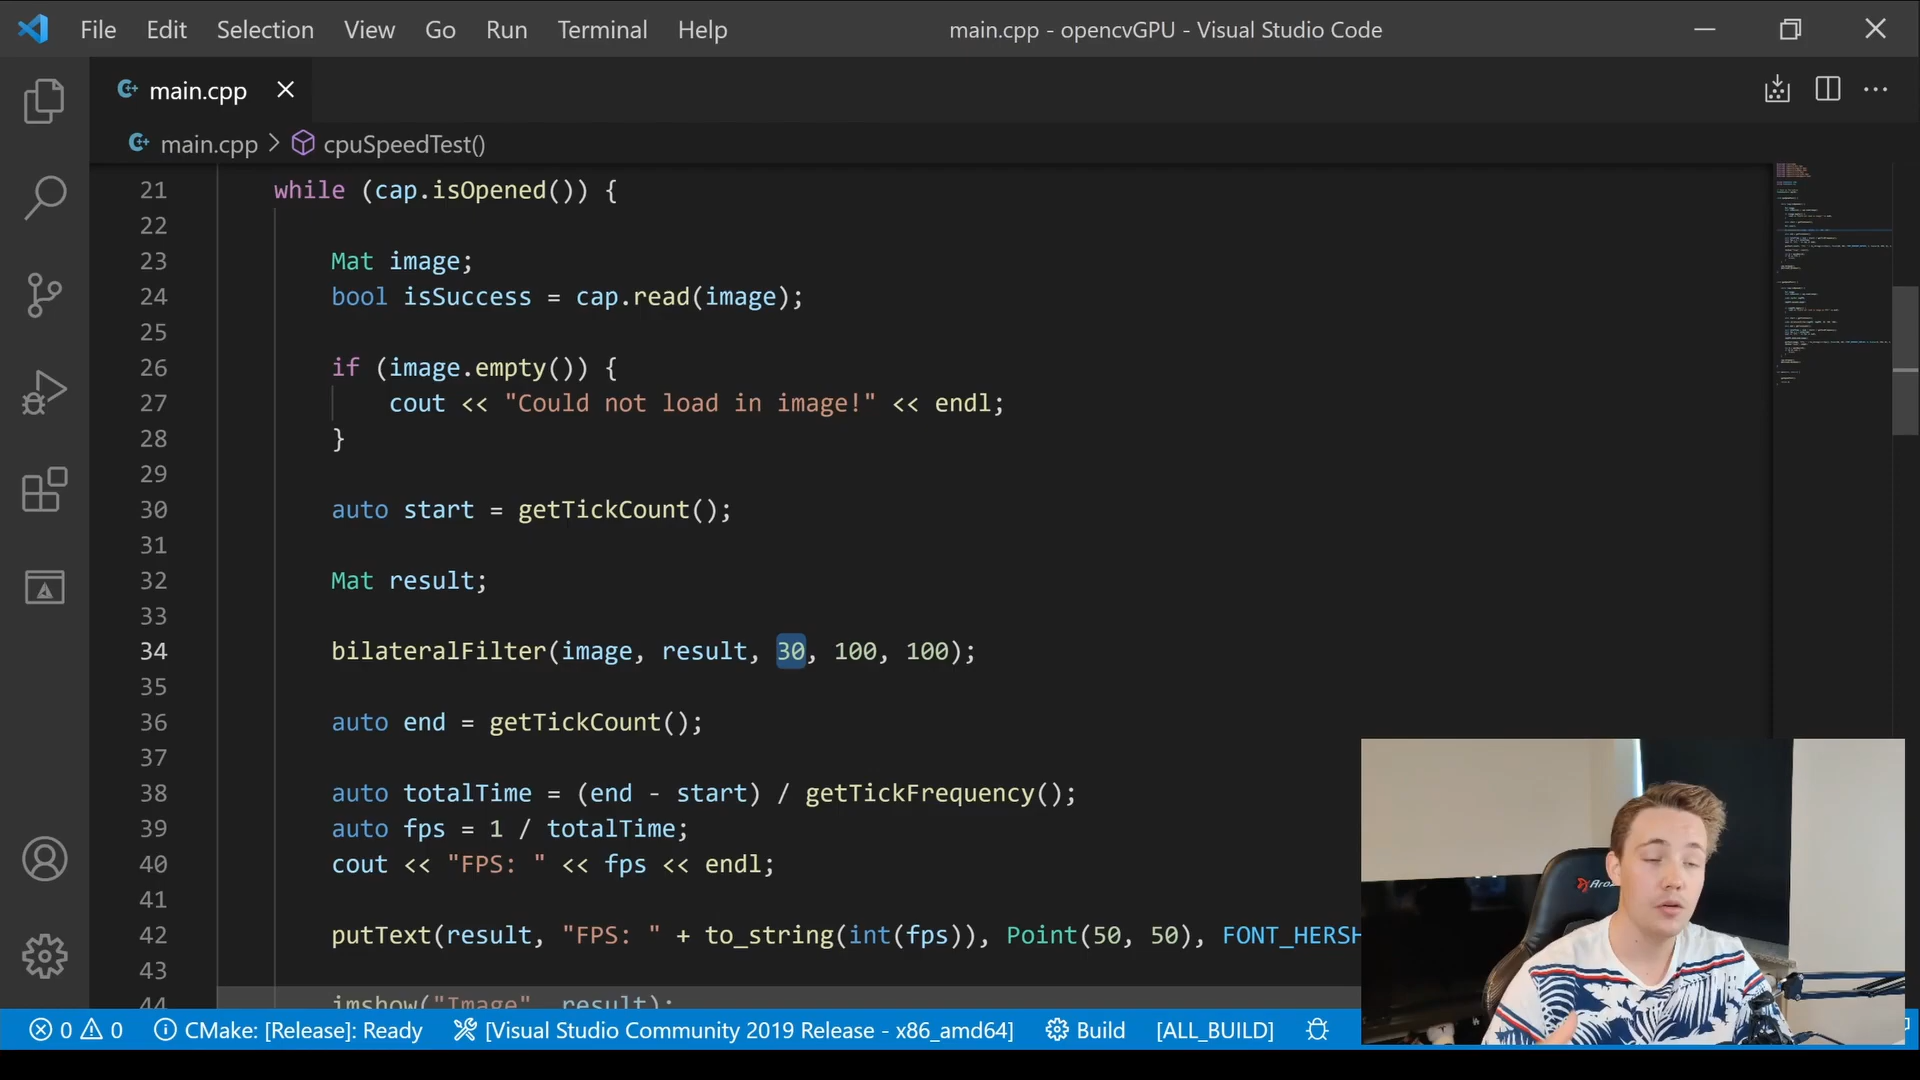 File Edit Selection View Go Run Terminal Help main.cpp - opencvGPU - Visual Studio Code
main.cpp
main.cpp > cpuSpeedTest()
21 while (cap.isOpened()) {
22
23 Mat image;
24 bool isSuccess = cap.read(image);
25
26 if (image.empty()) {
27 cout << "Could not load in image!" << endl;
28 }
29
30 auto start = getTickCount();
31
32 Mat result;
33
34 bilateralFilter(image, result, 30, 100, 100);
35
36 auto end = getTickCount();
37
38 auto totalTime = (end - start) / getTickFrequency();
39 auto fps = 1 / totalTime;
40 cout << "FPS: " << fps << endl;
41
42 putText(result, "FPS: " + to_string(int(fps)), Point(50, 50), FONT_HERSH
43
44 imshow("Image", result);
0 0 CMake: [Release]: Ready [Visual Studio Community 2019 Release - x86_amd64] Build [ALL_BUILD]